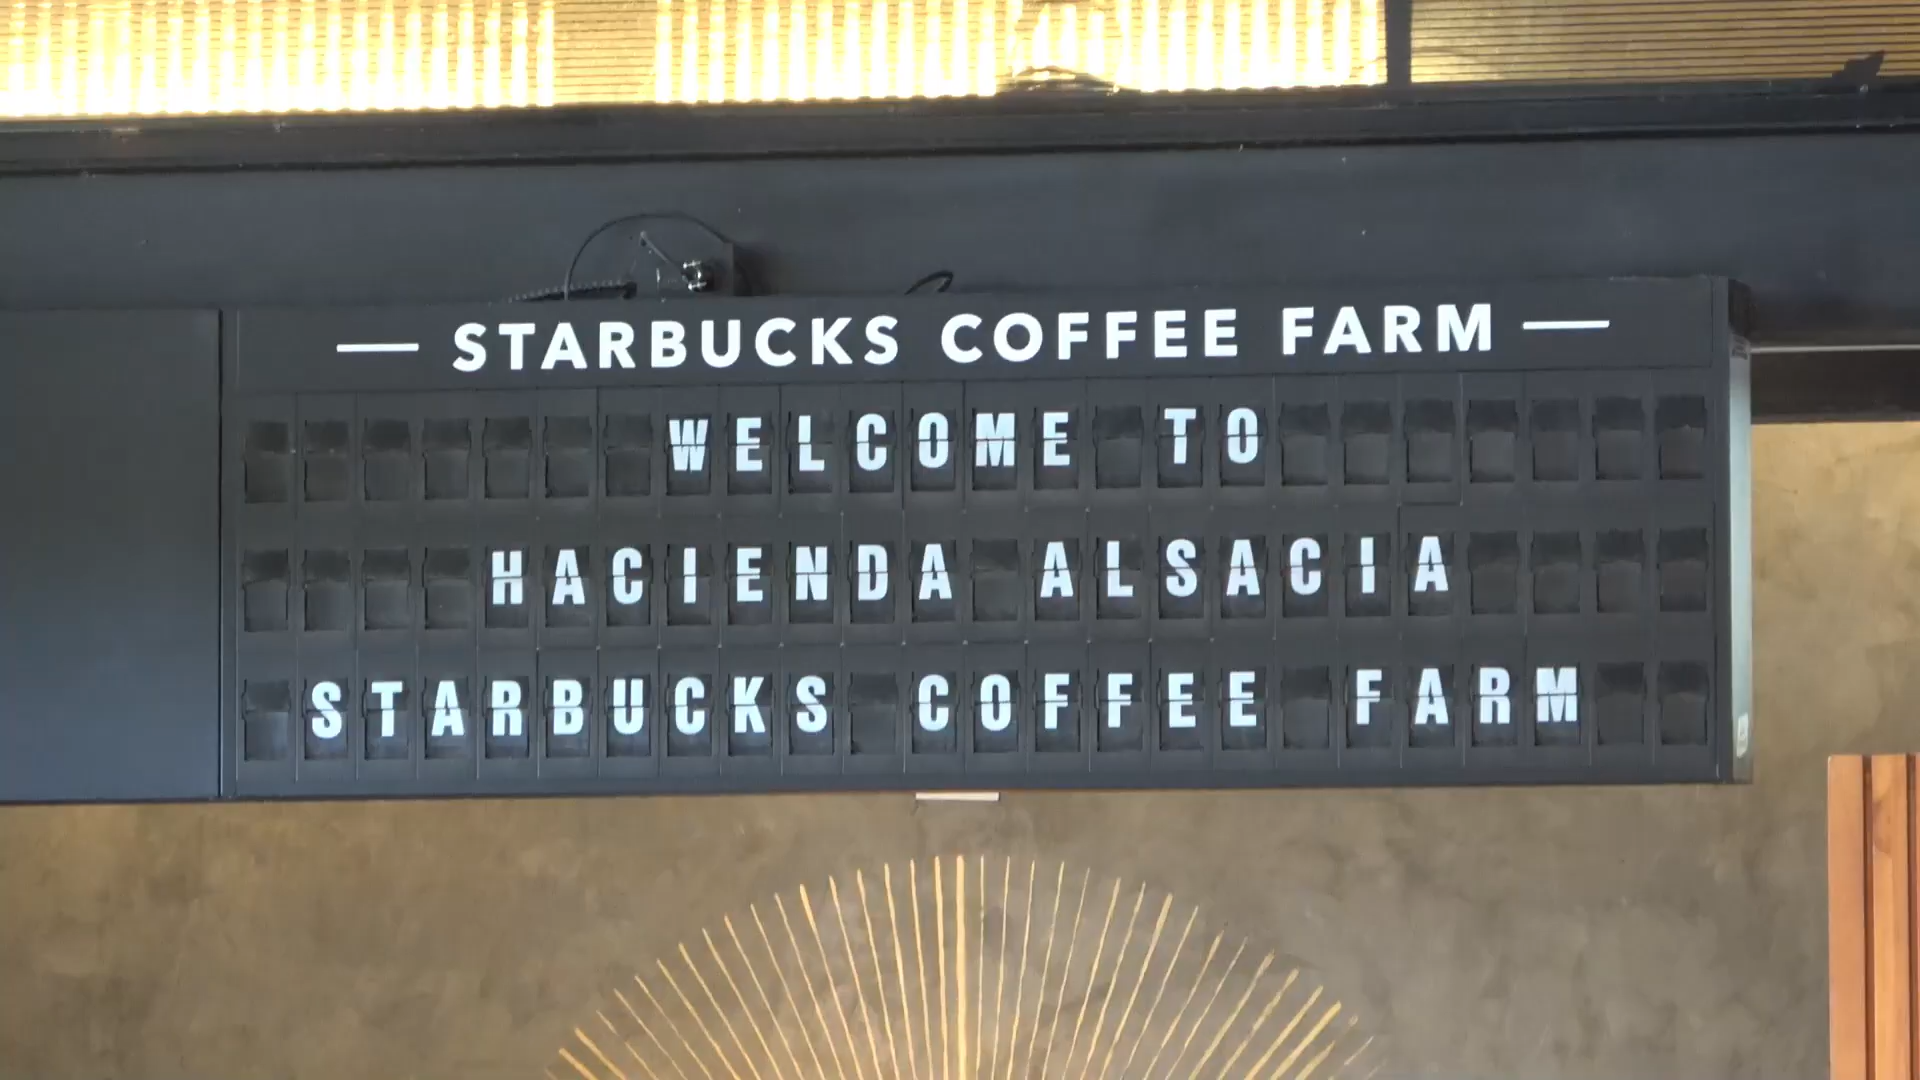 — STARBUCKS COFFEE FARM —
WELCOME TO
HACIENDA ALSACIA
STARBUCKS COFFEE FARM